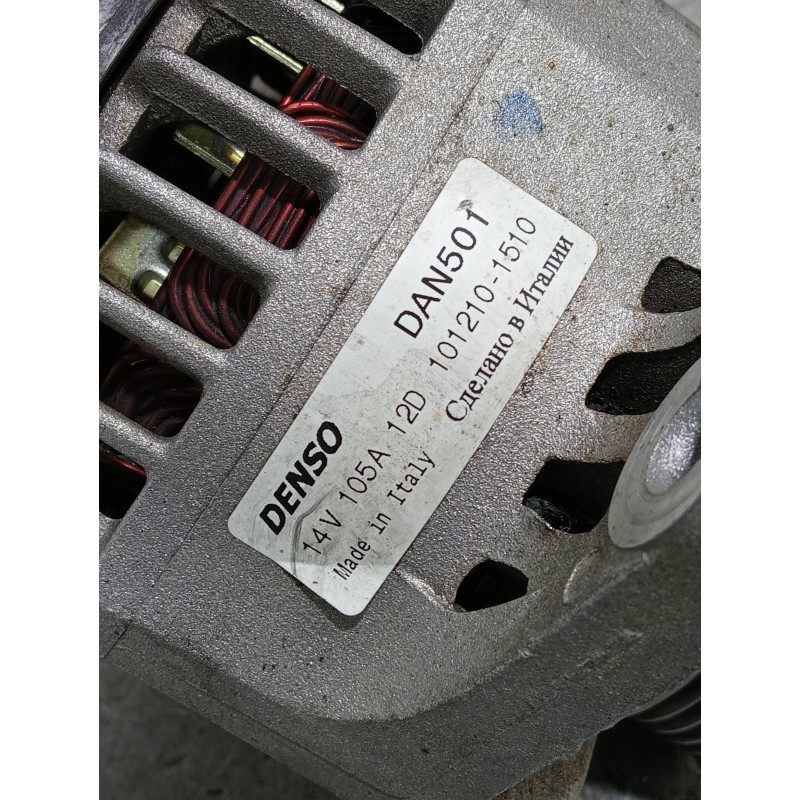 DENSO DAN501
14V 105A 12D 101210-1510
Made in Italy Сделано в Италии